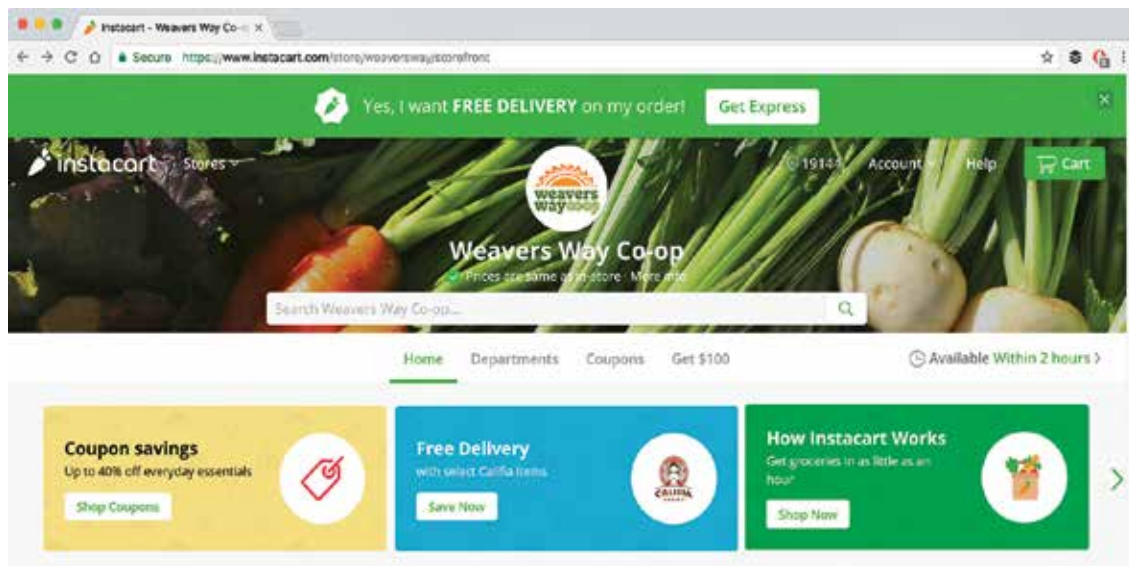 Instacart - Weavers Way Co-o
Secure https://www.instacart.com/store/weaversway/storefront
Yes, I want FREE DELIVERY on my order! Get Express
instacart Stores 19144 Account Help Cart
weavers
way coop
Weavers Way Co-op
Prices are same as in-store · More info
Search Weavers Way Co-op...
Home Departments Coupons Get $100 Available Within 2 hours
Coupon savings
Up to 40% off everyday essentials
Shop Coupons
Free Delivery
with select Califia items
Save Now
CALIFIA
How Instacart Works
Get groceries in as little as an
hour
Shop Now